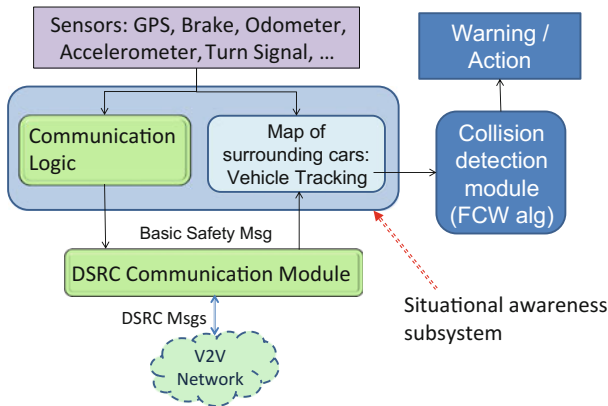 Sensors: GPS, Brake, Odometer,
Accelerometer, Turn Signal, ...
Warning /
Action
Communication
Logic
Map of
surrounding cars:
Vehicle Tracking
Collision
detection
module
(FCW alg)
Basic Safety Msg
DSRC Communication Module
Situational awareness
subsystem
DSRC Msgs
V2V
Network